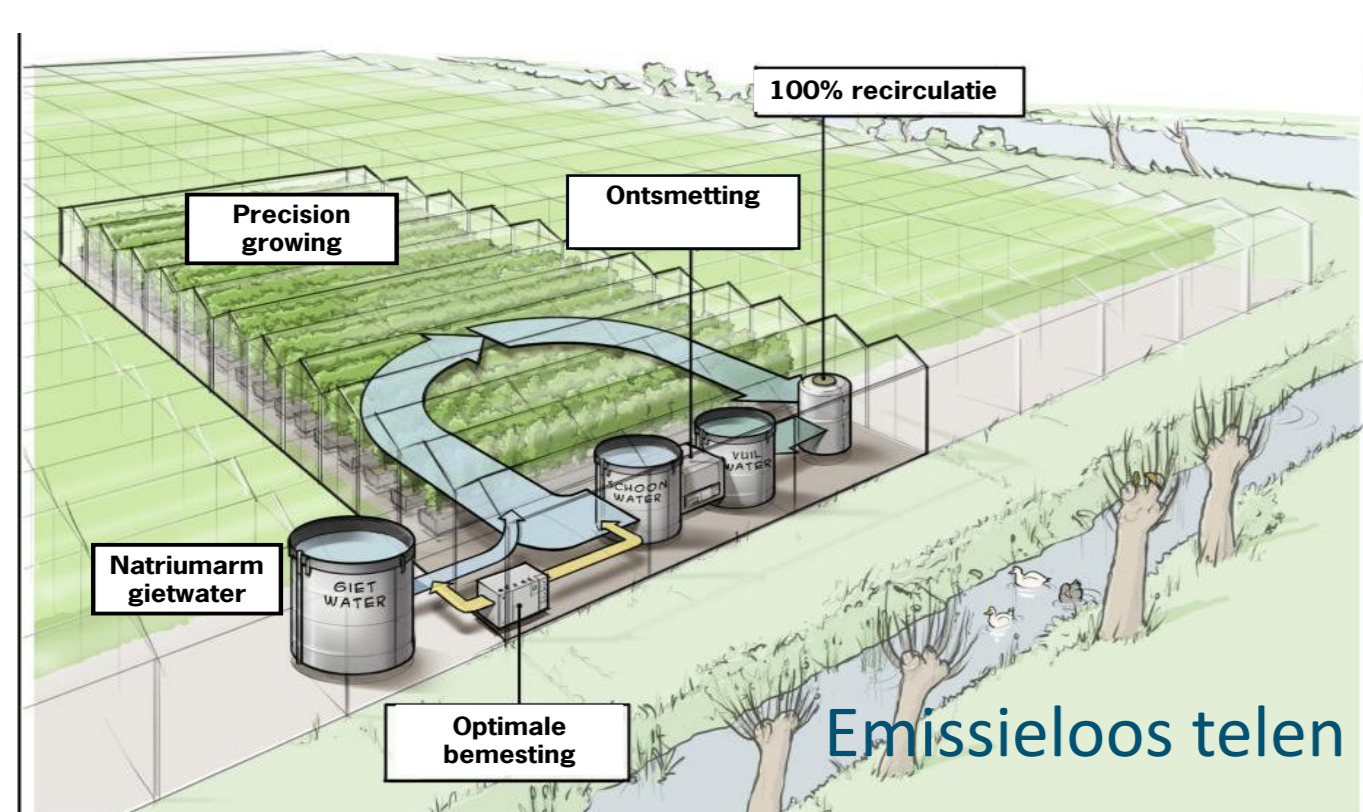 100% recirculatie
Ontsmetting
Precision
growing
VUIL
WATER
SCHOON
WATER
Natriumarm
gietwater
GIET
WATER
Optimale
bemesting
Emissieloos telen